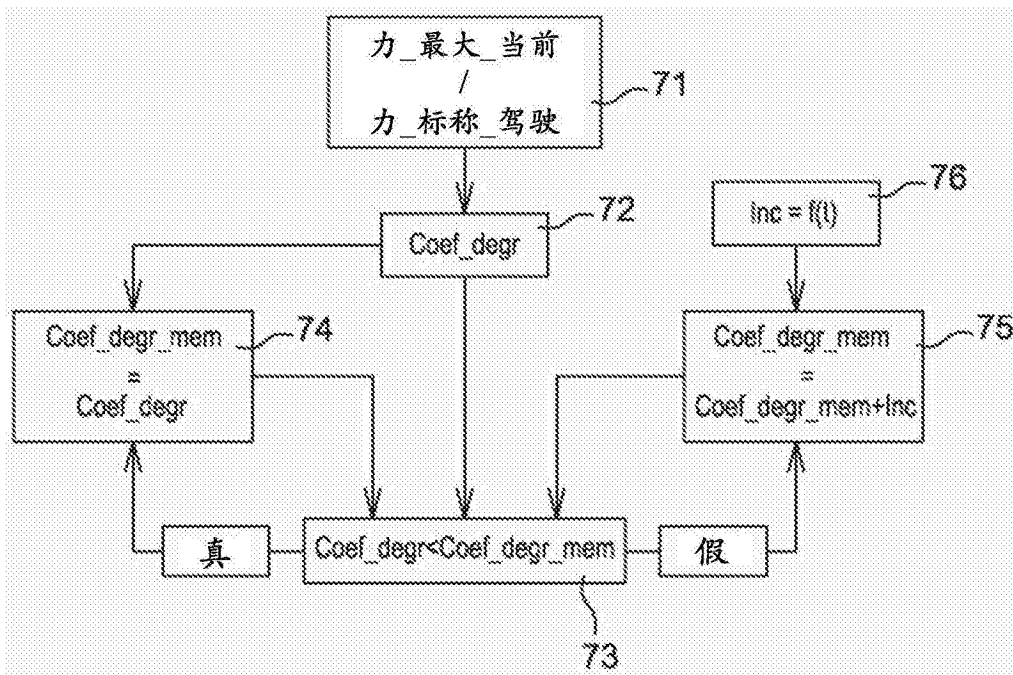 力_最大_当前
/
力_标称_驾驶
71
76
Inc = f(t)
72
Coef_degr
Coef_degr_mem
=
Coef_degr
74
Coef_degr_mem
=
Coef_degr_mem+Inc
75
真
Coef_degr<Coef_degr_mem
假
73